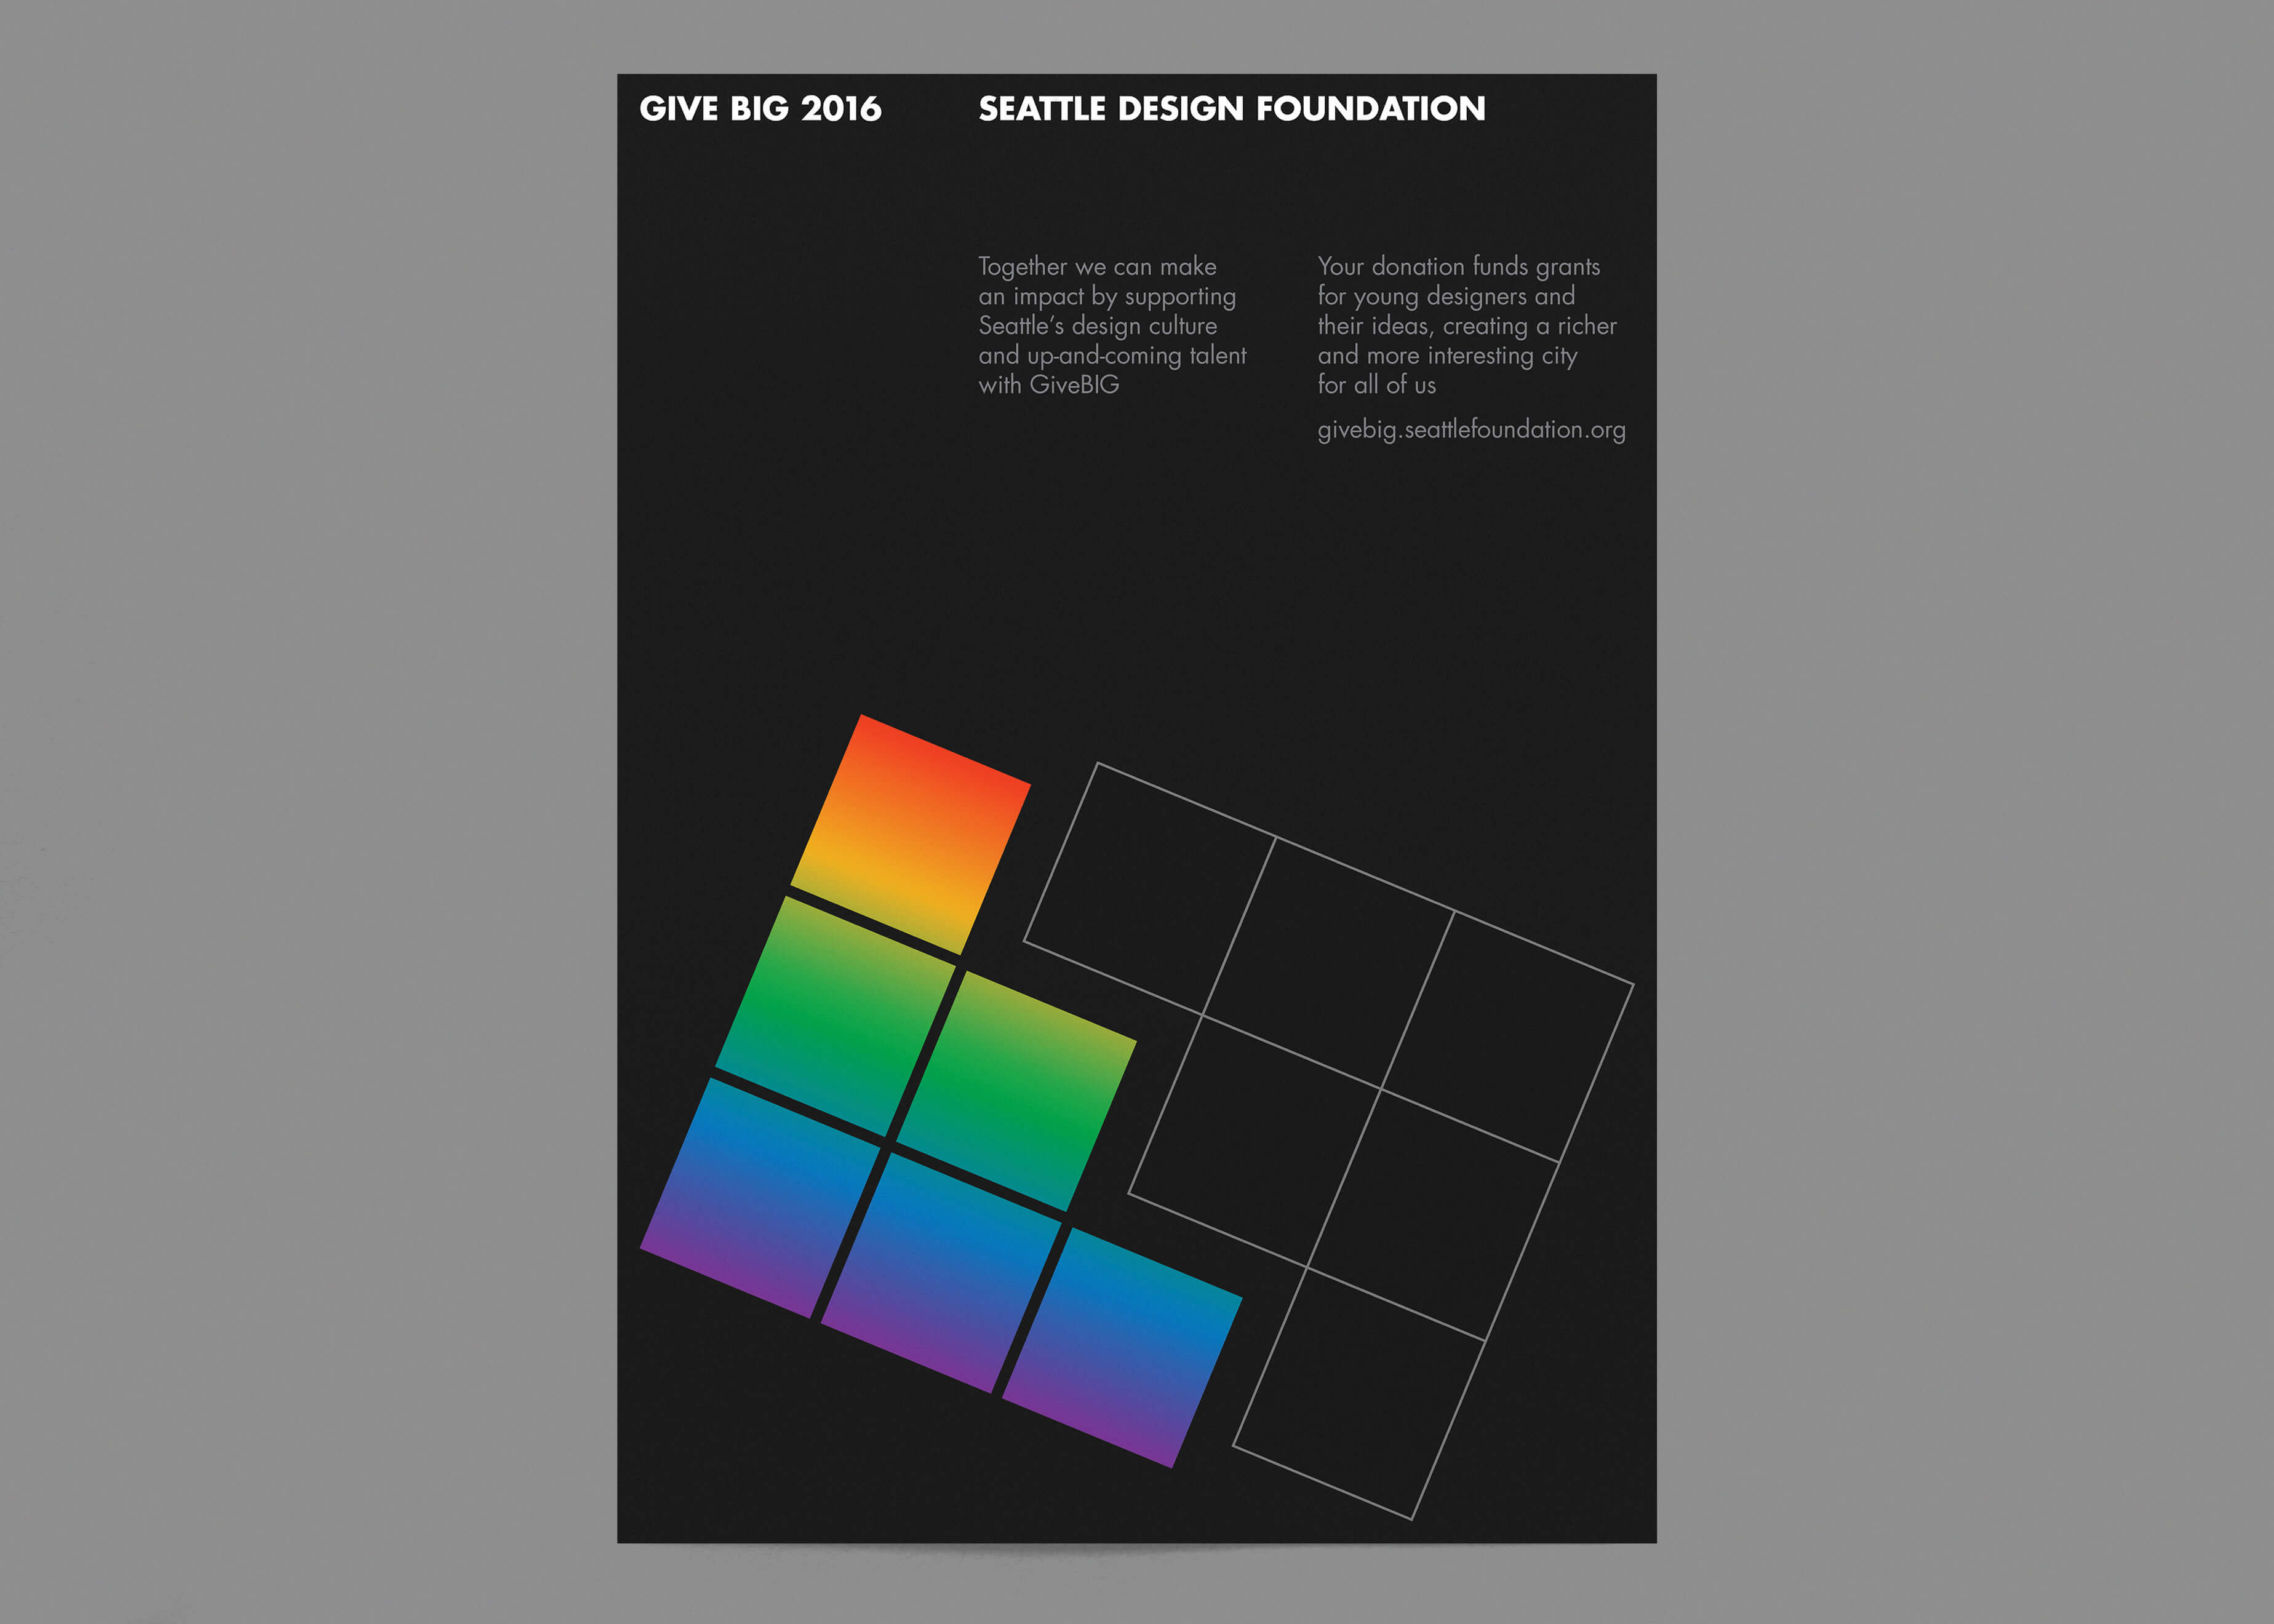 GIVE BIG 2016
SEATTLE DESIGN FOUNDATION
Together we can make
an impact by supporting
Seattle's design culture
and up-and-coming talent
with GiveBIG
Your donation funds grants
for young designers and
their ideas, creating a richer
and more interesting city
for all of us
givebig.seattlefoundation.org